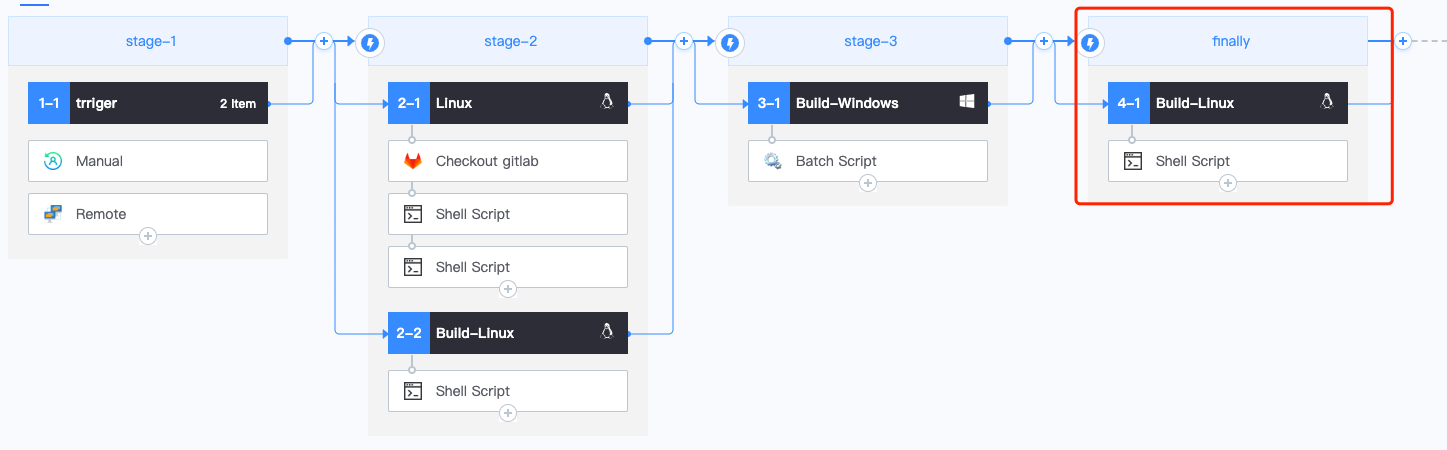 stage-1
1-1 trriger 2 Item
Manual
Remote
stage-2
2-1 Linux
Checkout gitlab
Shell Script
Shell Script
2-2 Build-Linux
Shell Script
stage-3
3-1 Build-Windows
Batch Script
finally
4-1 Build-Linux
Shell Script